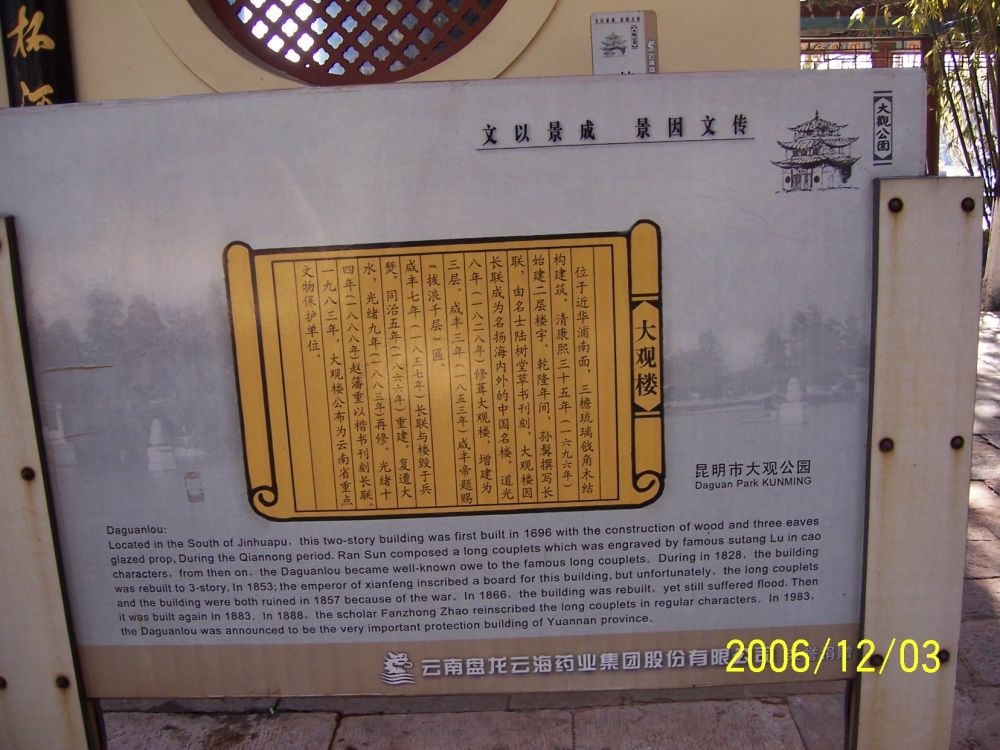 杯
文以景成 景因文传
大观公园
大观楼
位于近华浦南面，三檐琉璃戗角木结
构建筑。清康熙三十五年（一六九六年）
始建二层楼宇。乾隆年间，孙髯撰写长
联，由名士陆树堂草书刊刻，大观楼因
长联成为名扬海内外的中国名楼。道光
八年（一八二八年）修葺大观楼，增建为
三层。咸丰三年（一八五三年）咸丰帝题赐
“拔浪千层”匾。
咸丰七年（一八五七年）长联与楼毁于兵
燹。同治五年（一八六六年）重建。复遭大
水，光绪九年（一八八三年）再修。光绪十
四年（一八八八年）赵藩重以楷书刊刻长联。
一九八三年，大观楼公布为云南省重点
文物保护单位。
昆明市大观公园
Daguan Park KUNMING
Daguanlou:
Located in the South of Jinhuapu, this two-story building was first built in 1696 with the construction of wood and three eaves
glazed prop, During the Qiannong period. Ran Sun composed a long couplets which was engraved by famous sutang Lu in cao
characters, from then on, the Daguanlou became well-known owe to the famous long couplets. During in 1828, the building
was rebuilt to 3-story, In 1853; the emperor of xianfeng inscribed a board for this building, but unfortunately, the long couplets
and the building were both ruined in 1857 because of the war. In 1866, the building was rebuilt, yet still suffered flood. Then
it was built again in 1883. In 1888, the scholar Fanzhong Zhao reinscribed the long couplets in regular characters. In 1983,
the Daguanlou was announced to be the very important protection building of Yuannan province.
云南盘龙云海药业集团股份有限
2006/12/03